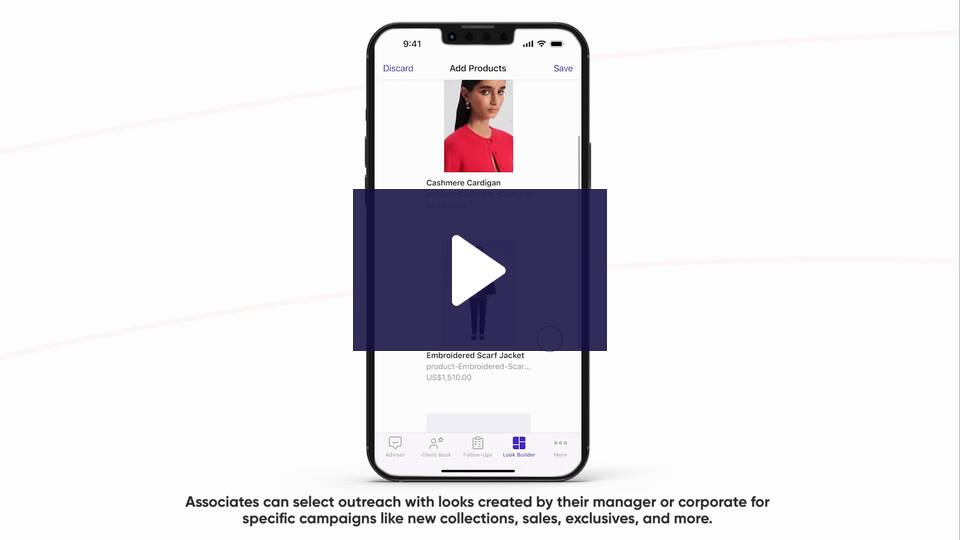 9:41
Discard
Add Products
Save
Cashmere Cardigan
Embroidered Scarf Jacket
product-Embroidered-Scar...
US$1,510.00
Advisor
Client Book
Follow-Ups
Look Builder
More
Associates can select outreach with looks created by their manager or corporate for
specific campaigns like new collections, sales, exclusives, and more.